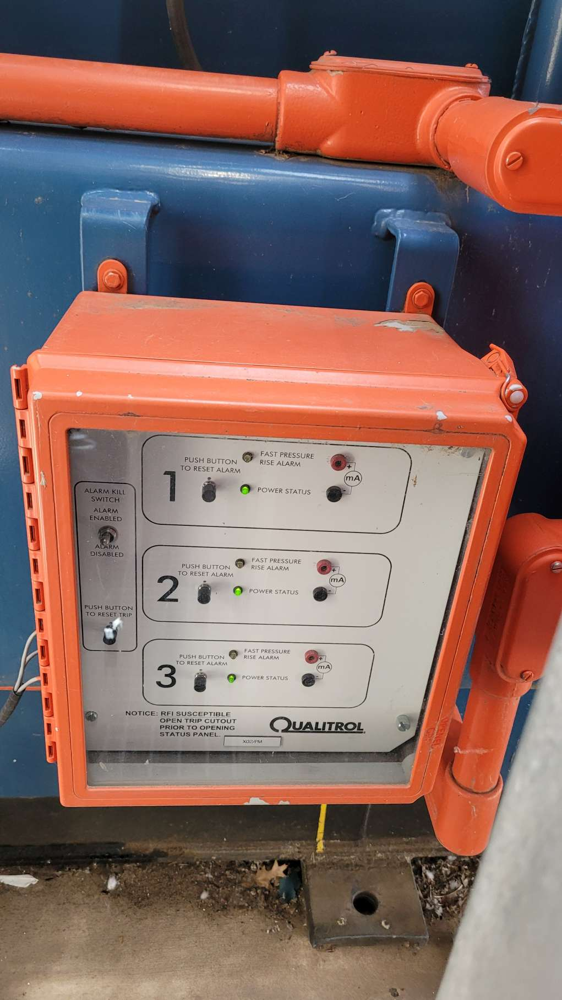 PUSH BUTTON
TO RESET ALARM
FAST PRESSURE
RISE ALARM
1
POWER STATUS
+
mA
-
ALARM KILL
SWITCH
ALARM
ENABLED
ALARM
DISABLED
PUSH BUTTON
TO RESET TRIP
PUSH BUTTON
TO RESET ALARM
FAST PRESSURE
RISE ALARM
2
POWER STATUS
+
mA
-
PUSH BUTTON
TO RESET ALARM
FAST PRESSURE
RISE ALARM
3
POWER STATUS
+
mA
-
NOTICE: RFI SUSCEPTIBLE
OPEN TRIP CUTOUT
PRIOR TO OPENING
STATUS PANEL.
QUALITROL
X02/PM